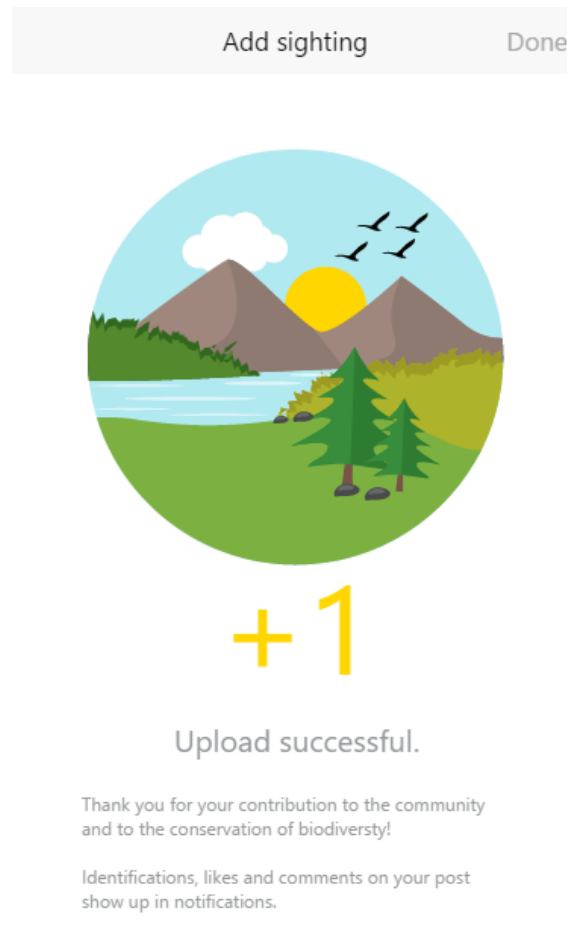 Add sighting
Done
+1
Upload successful.
Thank you for your contribution to the community
and to the conservation of biodiversty!
Identifications, likes and comments on your post
show up in notifications.